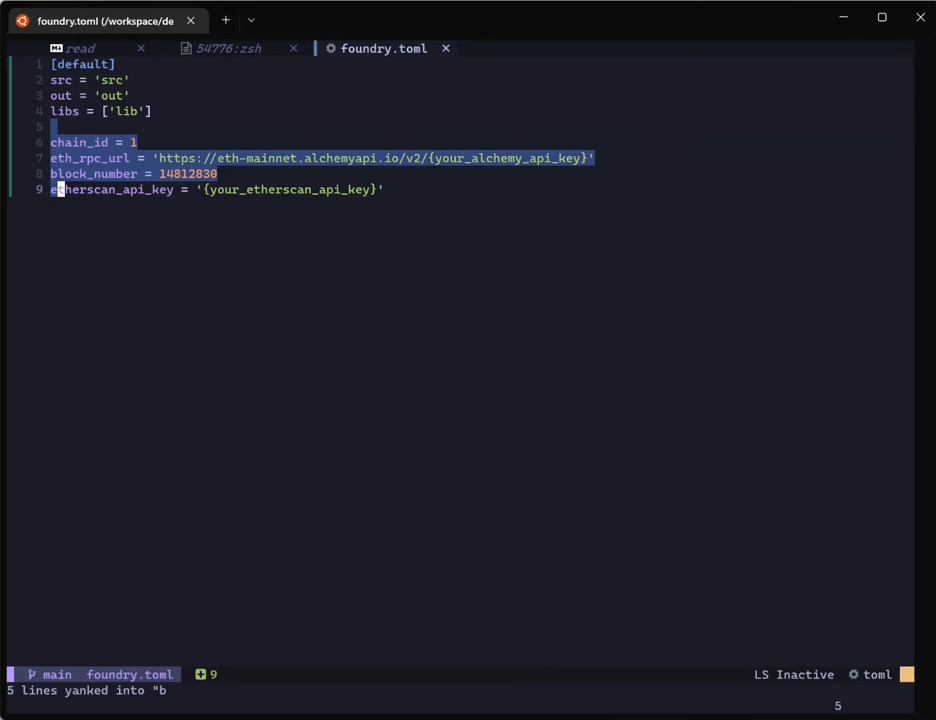 foundry.toml (/workspace/de
read
54776:zsh
foundry.toml
1 [default]
2 src = 'src'
3 out = 'out'
4 libs = ['lib']
5
6 chain_id = 1
7 eth_rpc_url = 'https://eth-mainnet.alchemyapi.io/v2/{your_alchemy_api_key}'
8 block_number = 14812830
9 etherscan_api_key = '{your_etherscan_api_key}'
main foundry.toml 9 LS Inactive toml
5 lines yanked into "b
5